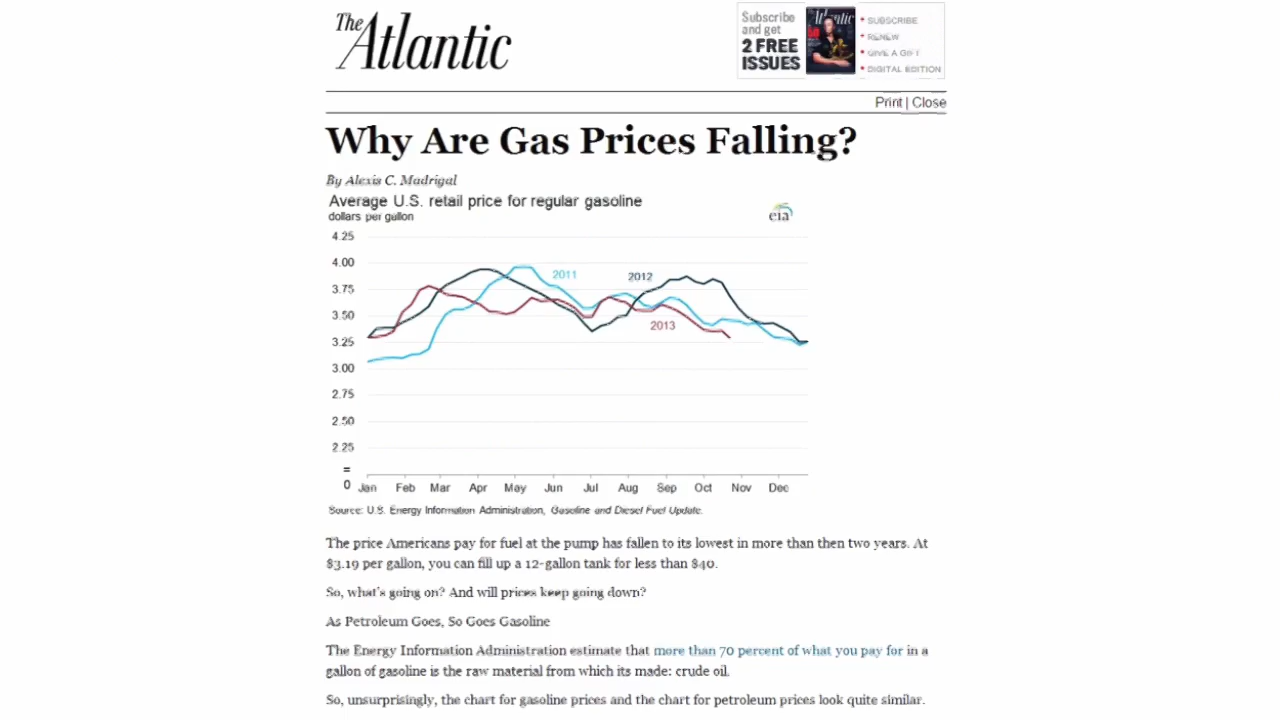 The Atlantic
Subscribe
and get
2 FREE
ISSUES
Atlantic
SUBSCRIBE
RENEW
GIVE A GIFT
DIGITAL EDITION
Print | Close
Why Are Gas Prices Falling?
By Alexis C. Madrigal
Average U.S. retail price for regular gasoline
dollars per gallon
eia
4.25
4.00
3.75
3.50
3.25
3.00
2.75
2.50
2.25
=
0
2011
2012
2013
Jan Feb Mar Apr May Jun Jul Aug Sep Oct Nov Dec
Source: U.S. Energy Information Administration, Gasoline and Diesel Fuel Update.
The price Americans pay for fuel at the pump has fallen to its lowest in more than then two years. At
$3.19 per gallon, you can fill up a 12-gallon tank for less than $40.
So, what's going on? And will prices keep going down?
As Petroleum Goes, So Goes Gasoline
The Energy Information Administration estimate that more than 70 percent of what you pay for in a
gallon of gasoline is the raw material from which its made: crude oil.
So, unsurprisingly, the chart for gasoline prices and the chart for petroleum prices look quite similar.